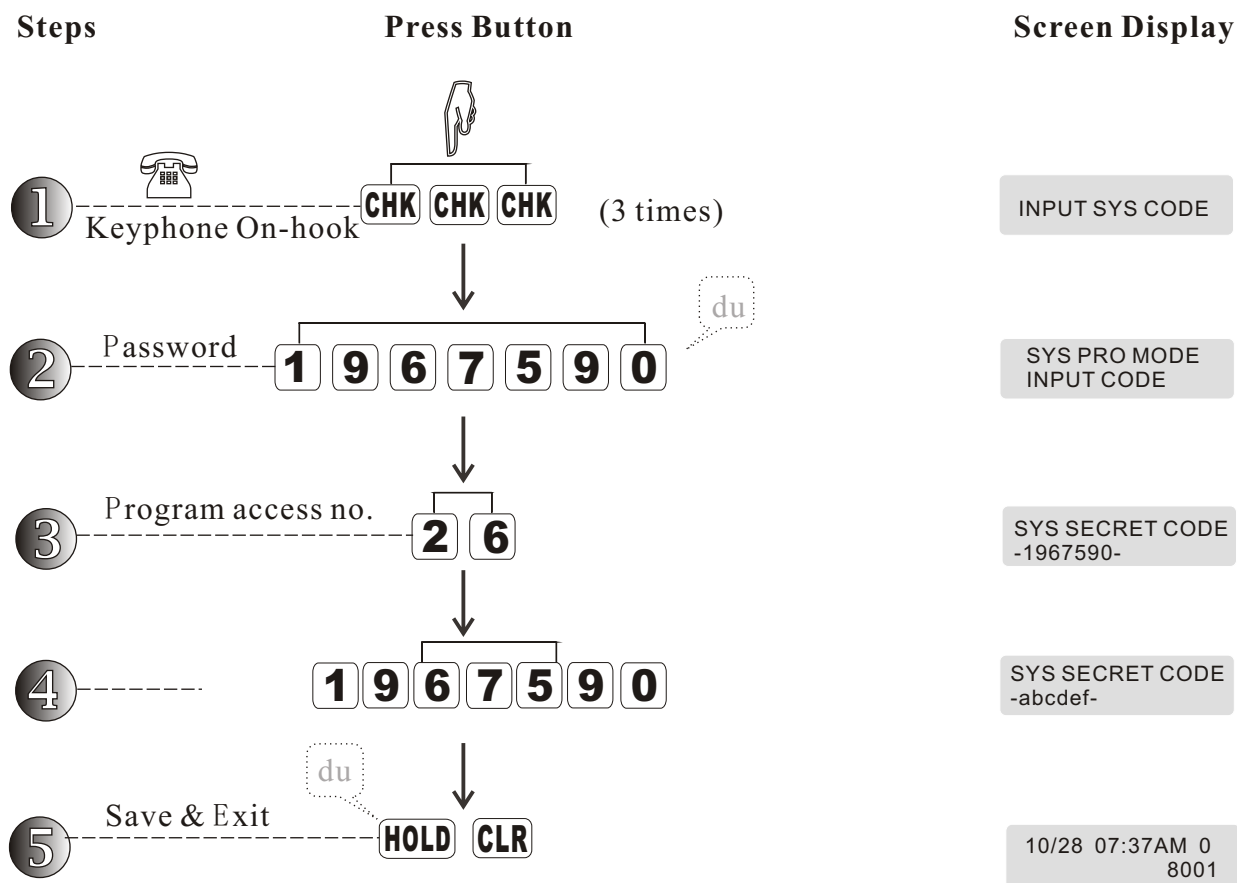 Steps Press Button Screen Display
1 Keyphone On-hook CHK CHK CHK (3 times) INPUT SYS CODE
du
2 Password 1 9 6 7 5 9 0 SYS PRO MODE
INPUT CODE
3 Program access no. 2 6 SYS SECRET CODE
-1967590-
4 1 9 6 7 5 9 0 SYS SECRET CODE
-abcdef-
du
5 Save & Exit HOLD CLR 10/28 07:37AM 0
8001